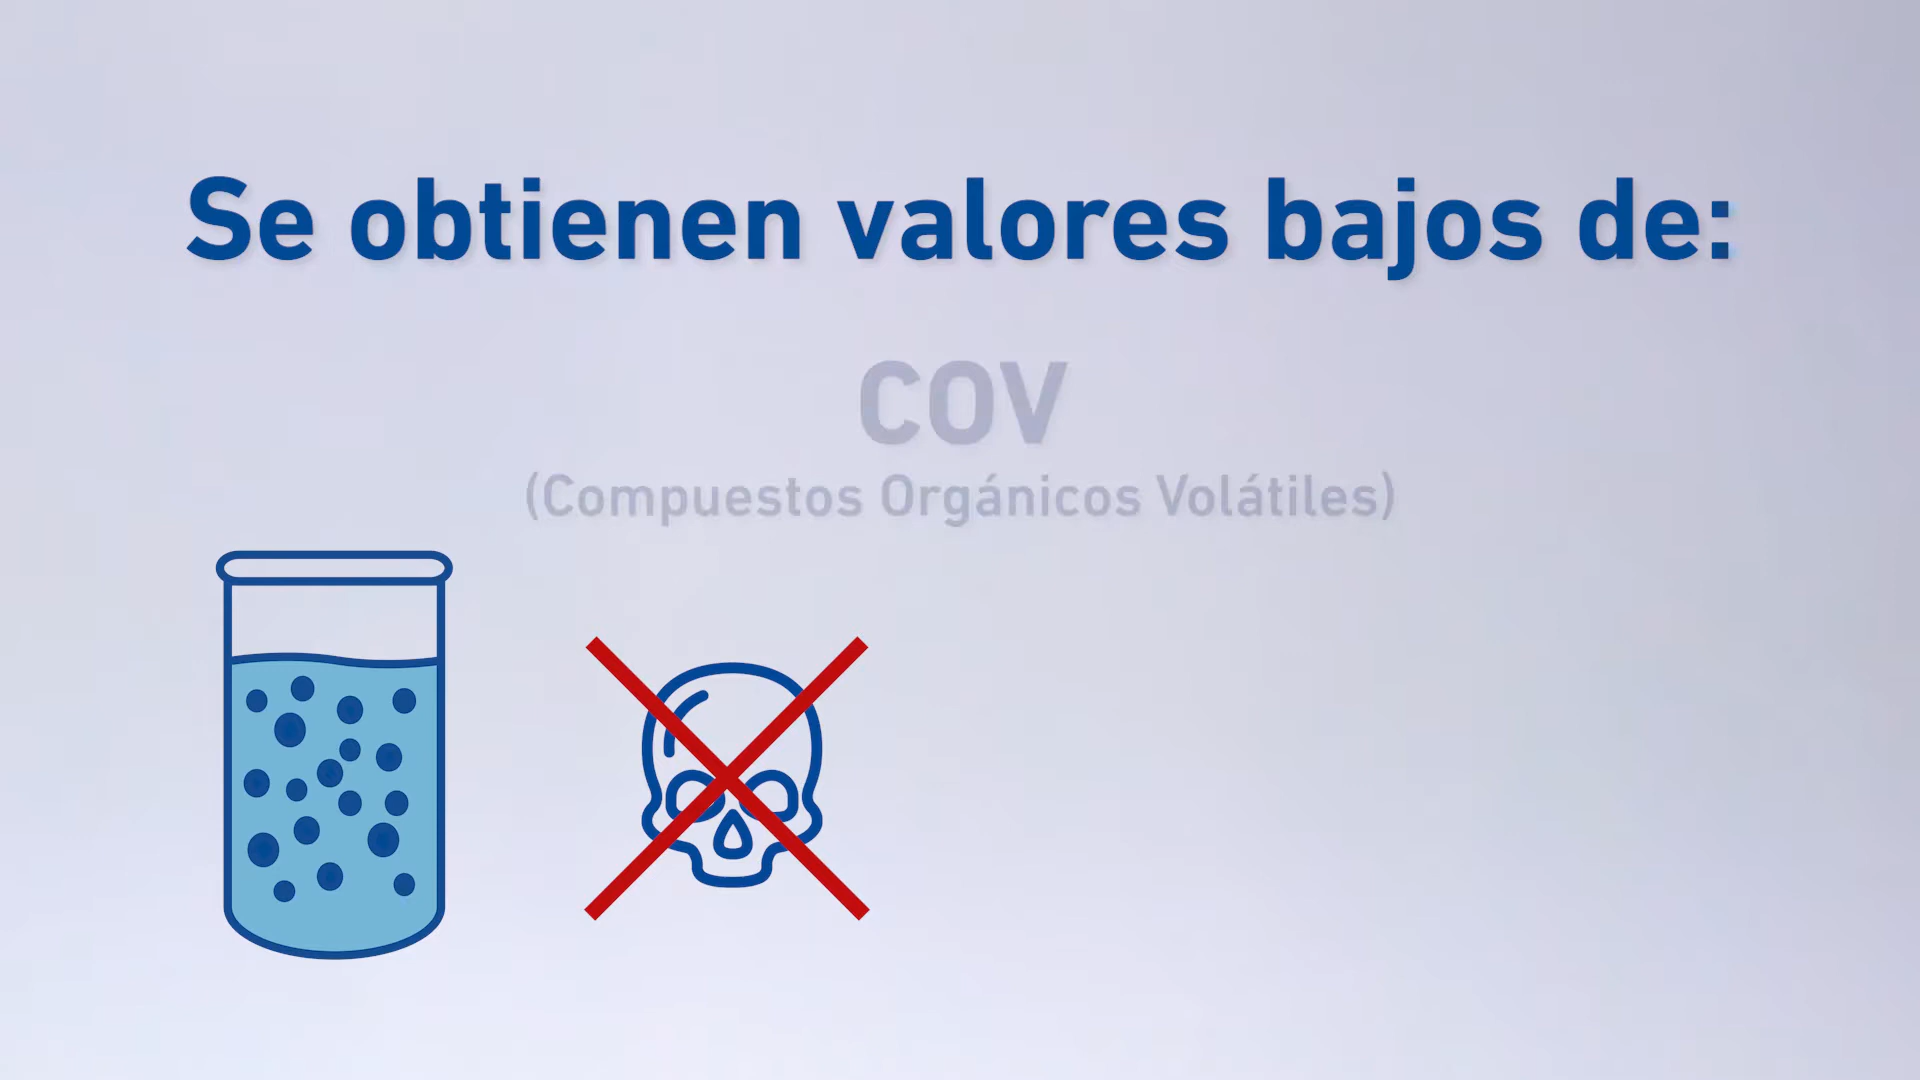 Se obtienen valores bajos de:
COV
(Compuestos Orgánicos Volátiles)